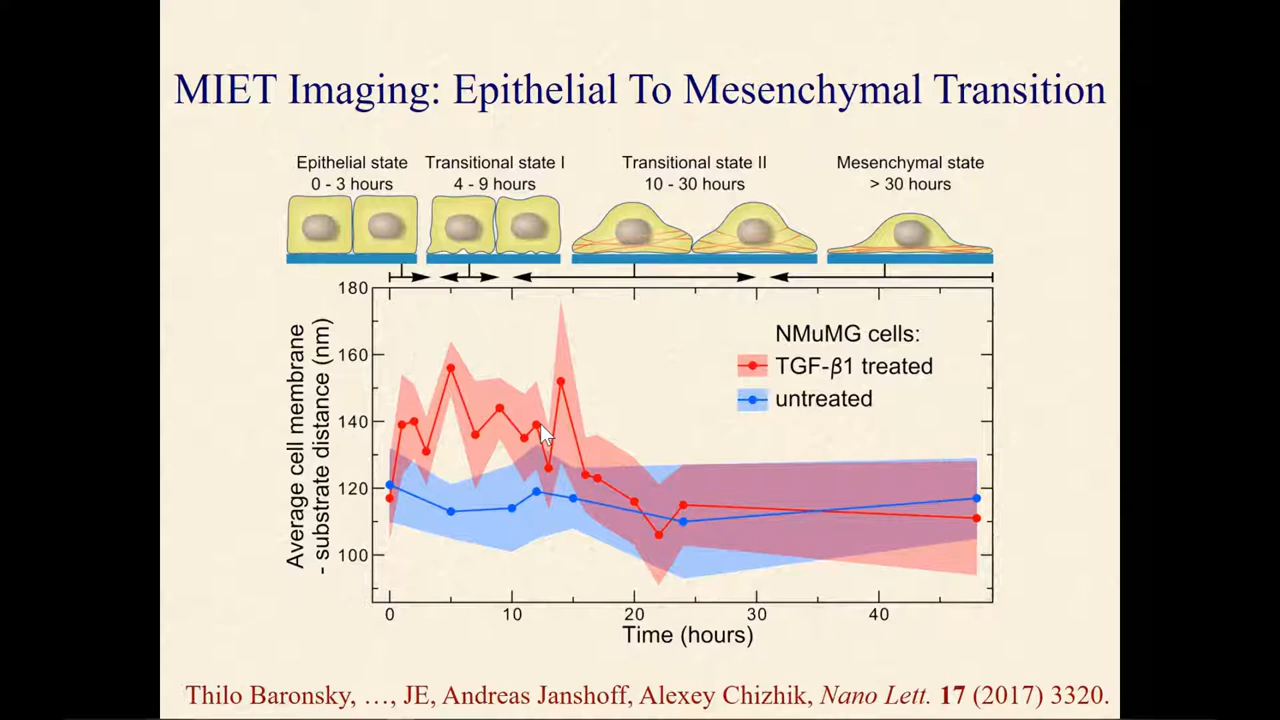 MIET Imaging: Epithelial To Mesenchymal Transition
Epithelial state
0 - 3 hours
Transitional state I
4 - 9 hours
Transitional state II
10 - 30 hours
Mesenchymal state
> 30 hours
180
160
140
120
100
Average cell membrane
- substrate distance (nm)
NMuMG cells:
TGF-β1 treated
untreated
0 10 20 30 40
Time (hours)
Thilo Baronsky, …, JE, Andreas Janshoff, Alexey Chizhik, Nano Lett. 17 (2017) 3320.